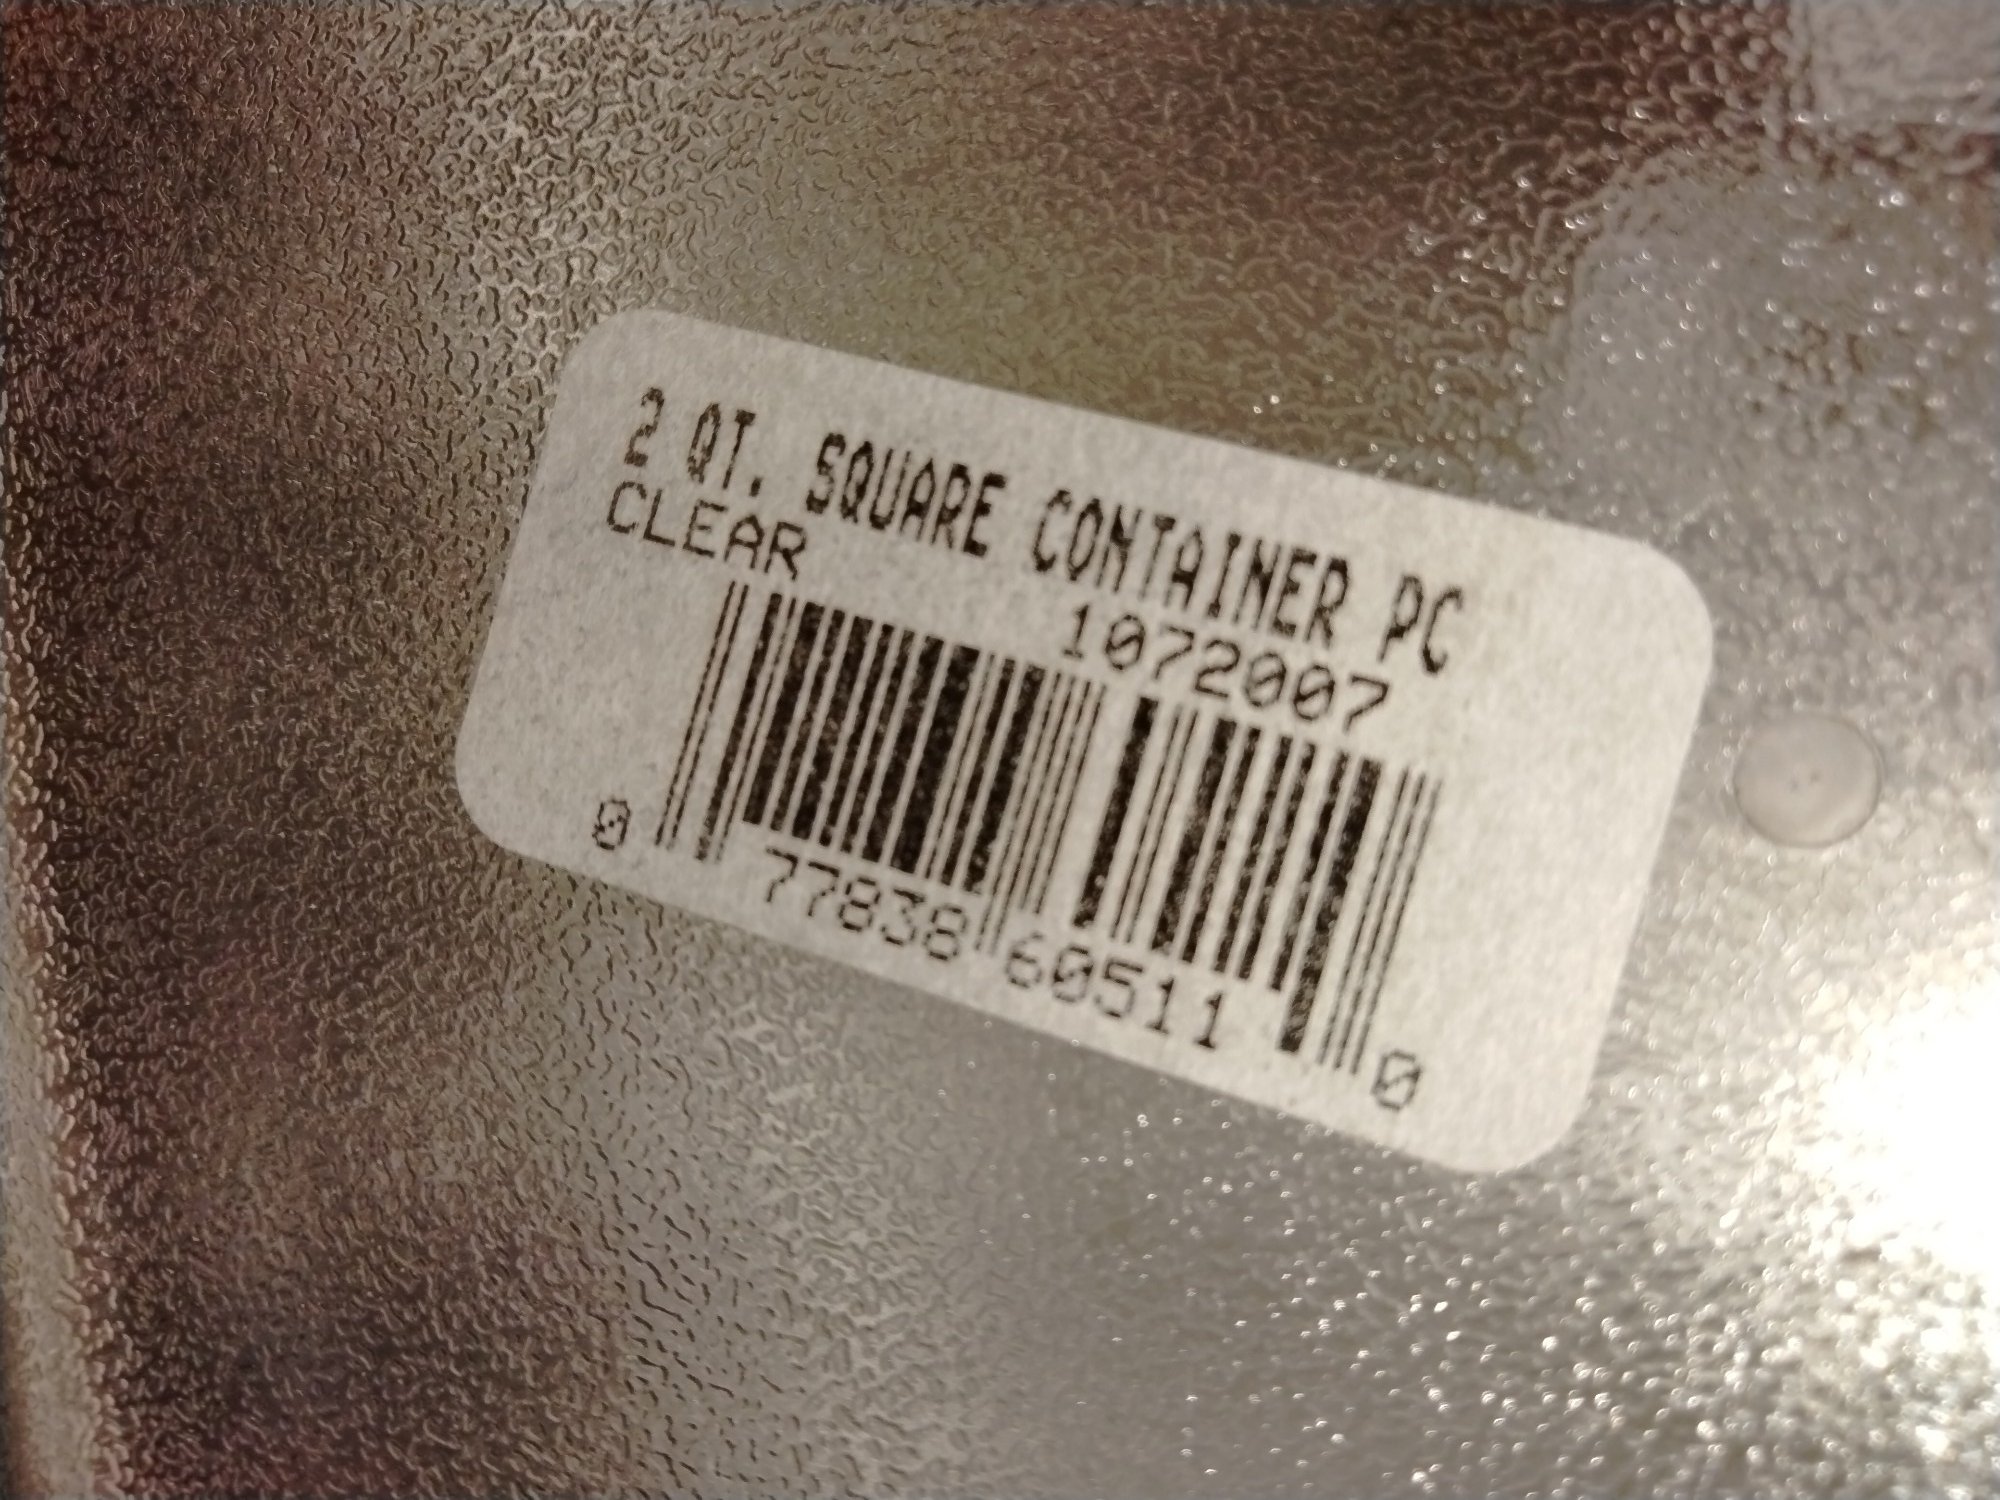 2 QT. SQUARE CONTAINER PC
CLEAR
1072007
0 77838 60511 0